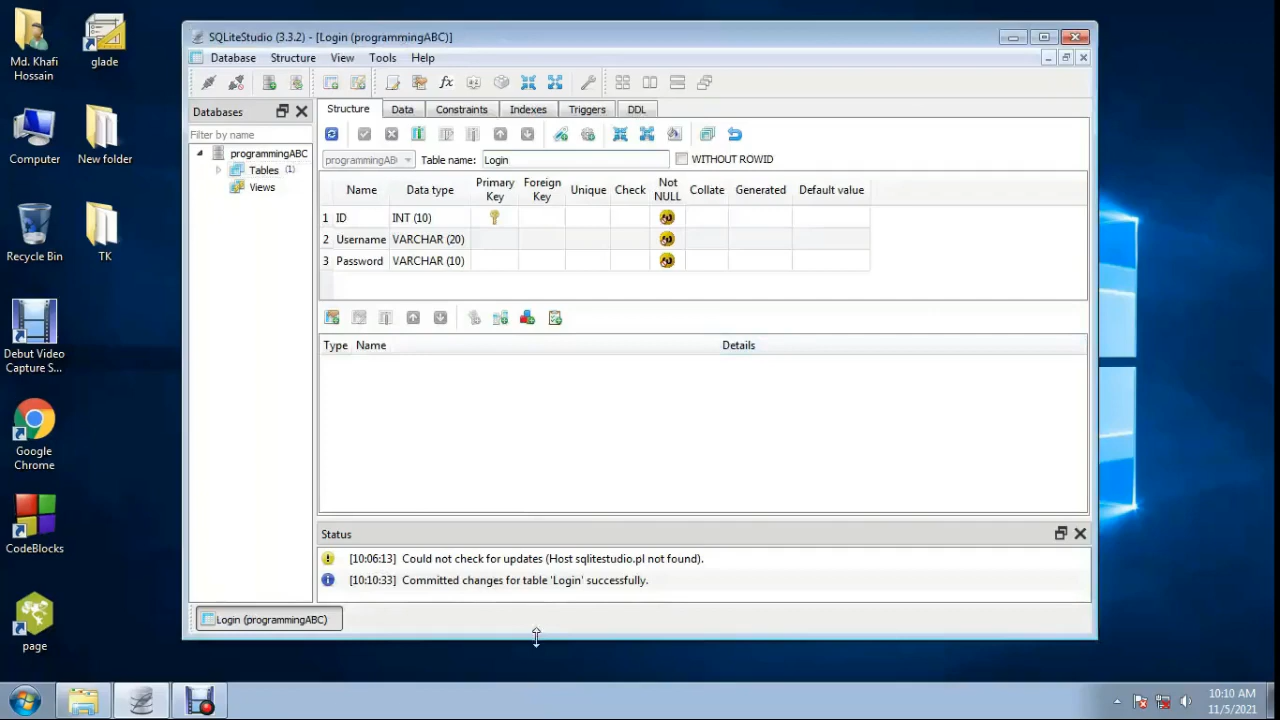 Md. Khafi
Hossain
glade
Computer
New folder
Recycle Bin
TK
Debut Video
Capture S...
Google
Chrome
CodeBlocks
page
SQLiteStudio (3.3.2) - [Login (programmingABC)]
Database Structure View Tools Help
Databases
Filter by name
programmingABC
Tables (1)
Views
Structure Data Constraints Indexes Triggers DDL
programmingAB Table name: Login WITHOUT ROWID
Name Data type Primary Key Foreign Key Unique Check Not NULL Collate Generated Default value
1 ID INT (10)
2 Username VARCHAR (20)
3 Password VARCHAR (10)
Type Name Details
Status
[10:06:13] Could not check for updates (Host sqlitestudio.pl not found).
[10:10:33] Committed changes for table 'Login' successfully.
Login (programmingABC)
10:10 AM
11/5/2021